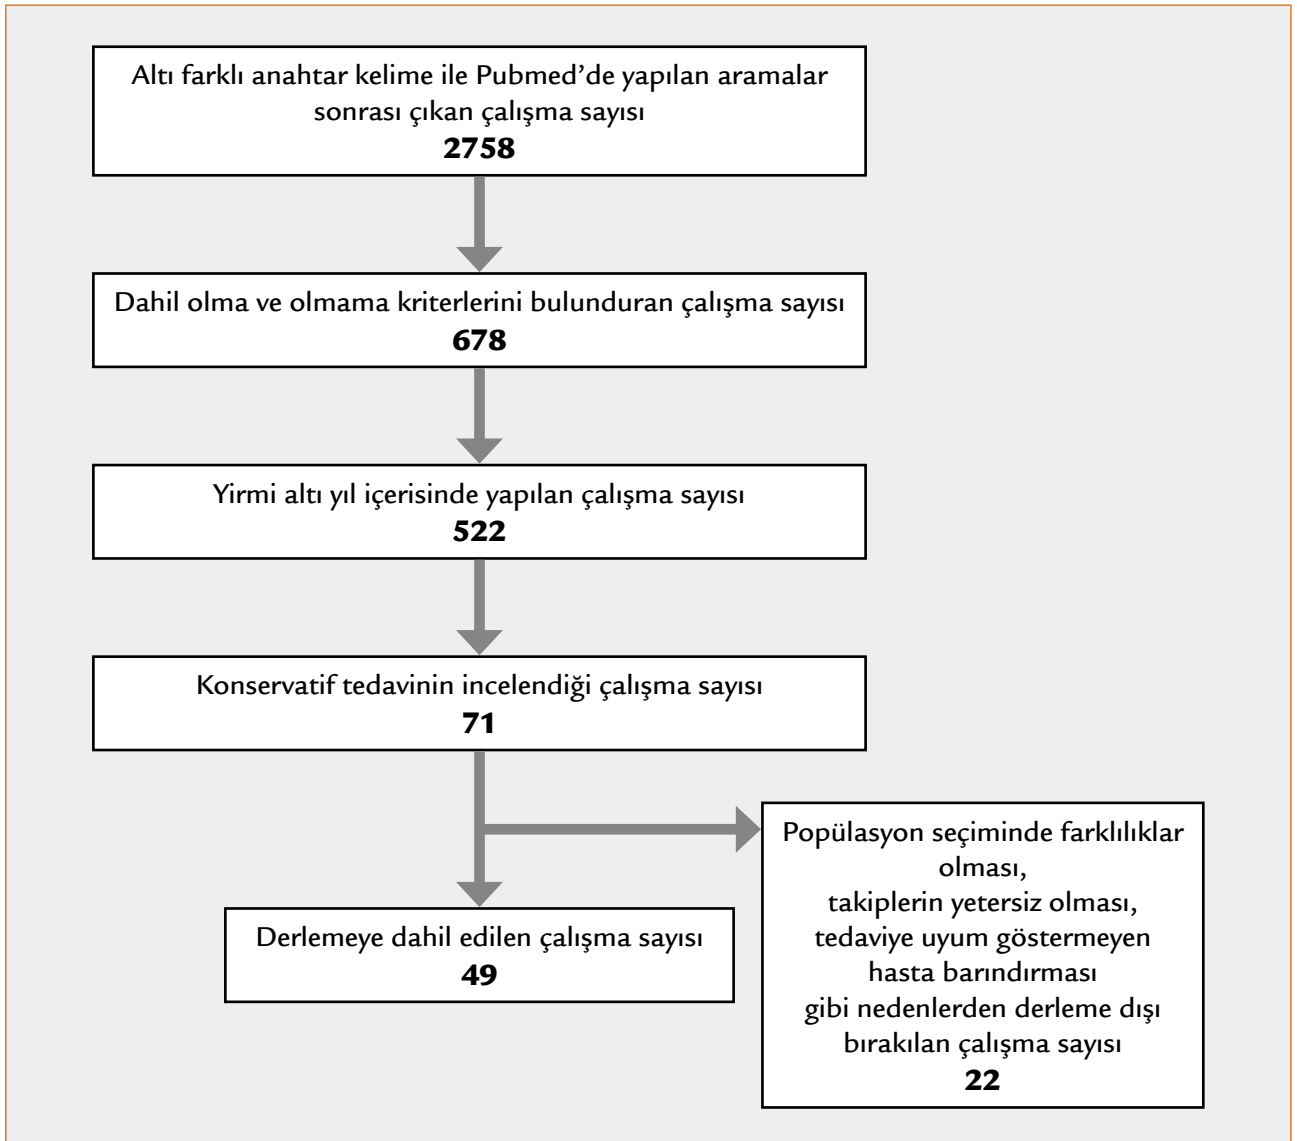 Altı farklı anahtar kelime ile Pubmed’de yapılan aramalar
sonrası çıkan çalışma sayısı
2758
Dahil olma ve olmama kriterlerini bulunduran çalışma sayısı
678
Yirmi altı yıl içerisinde yapılan çalışma sayısı
522
Konservatif tedavinin incelendiği çalışma sayısı
71
Popülasyon seçiminde farklılıklar
olması,
takiplerin yetersiz olması,
tedaviye uyum göstermeyen
hasta barındırması
gibi nedenlerden derleme dışı
bırakılan çalışma sayısı
22
Derlemeye dahil edilen çalışma sayısı
49